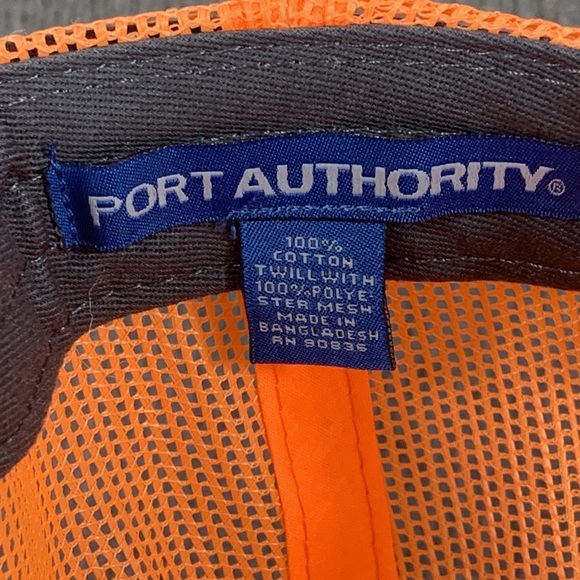 PORT AUTHORITY®
100%
COTTON
TWILL WITH
100% POLYE-
STER MESH
MADE IN
BANGLADESH
RN 90836